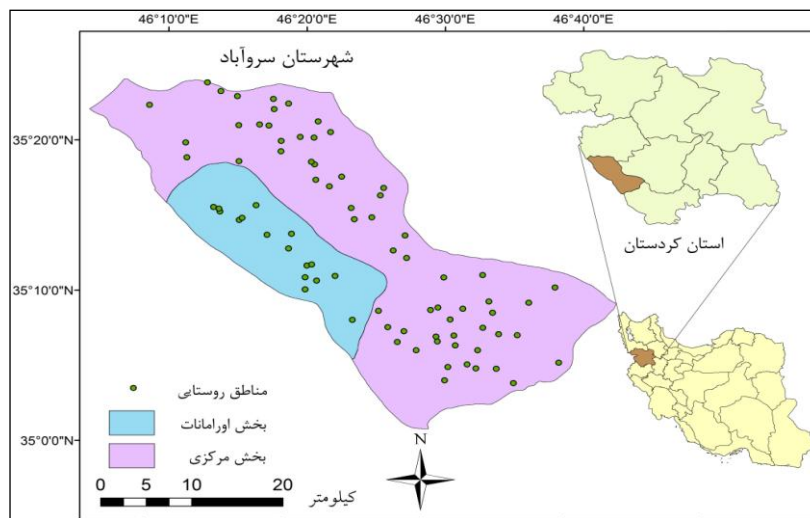 46°10'0"E 46°20'0"E 46°30'0"E 46°40'0"E
شهرستان سروآباد
35°20'0"N
35°10'0"N
35°0'0"N
استان کردستان
مناطق روستایی
بخش اورامانات
بخش مرکزی
N
0 5 10 20
کیلومتر